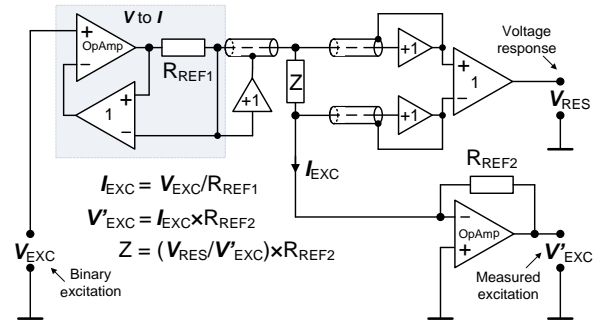 V to I
+
OpAmp
−
R_REF1
+
1
−
+1
Z
+1
+1
+
1
−
Voltage
response
V_RES
I_EXC
R_REF2
−
OpAmp
+
V'_EXC
Measured
excitation
I_EXC = V_EXC/R_REF1
V'_EXC = I_EXC×R_REF2
Z = (V_RES/V'_EXC)×R_REF2
V_EXC
Binary
excitation